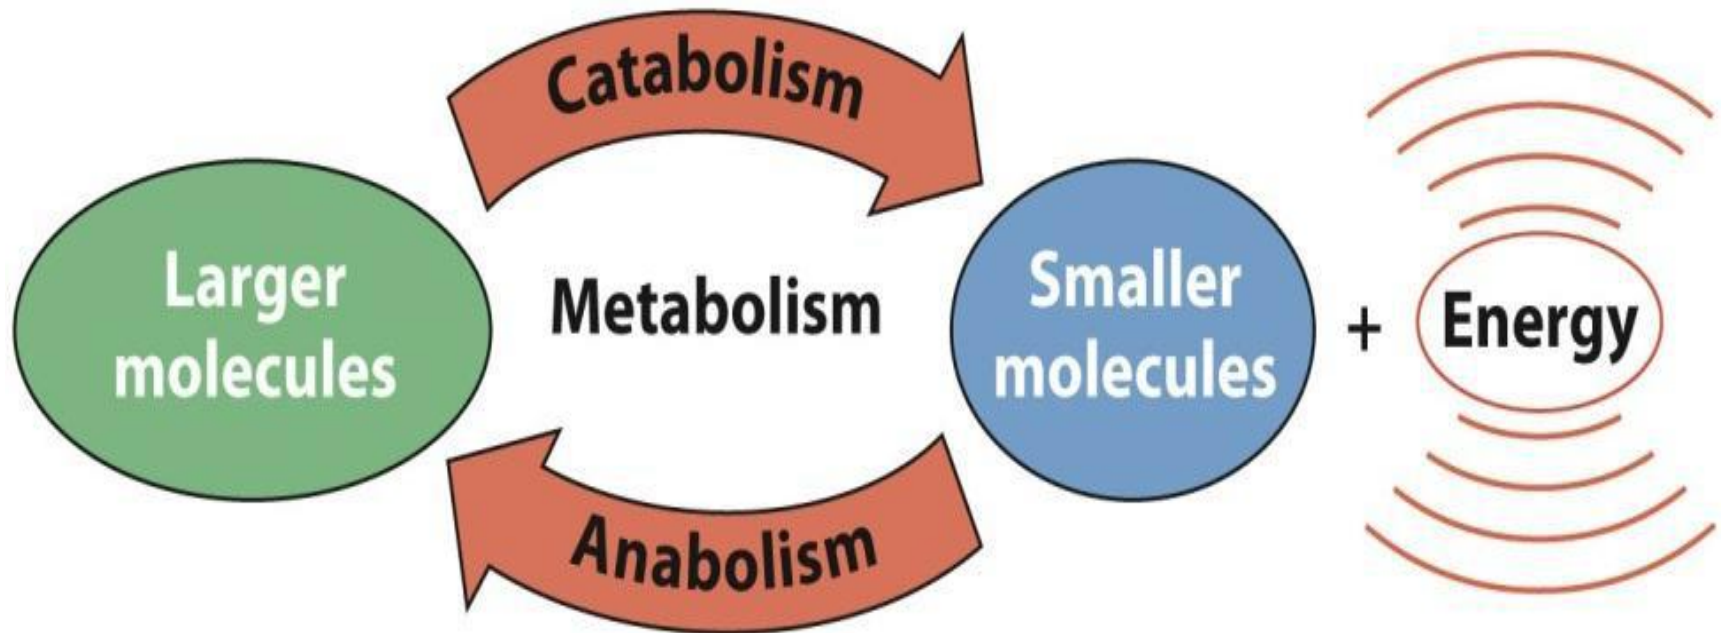 Catabolism
Larger
molecules
Metabolism
Smaller
molecules
+
Energy
Anabolism